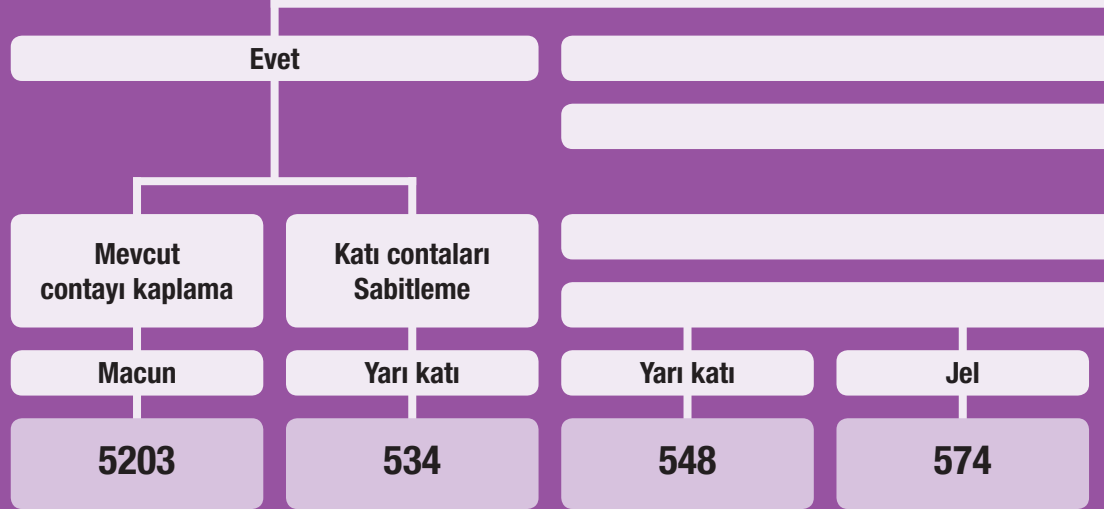 Evet
Mevcut
contayı kaplama
Katı contaları
Sabitleme
Macun
Yarı katı
Yarı katı
Jel
5203
534
548
574